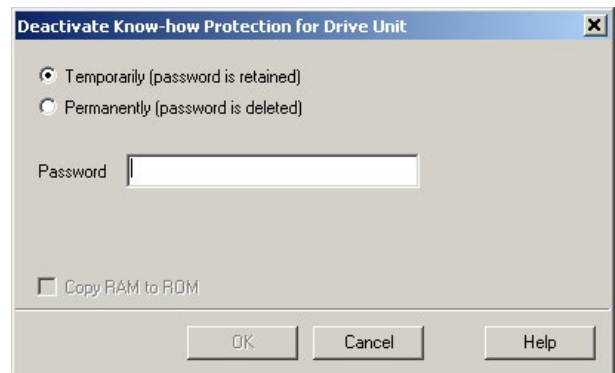 Deactivate Know-how Protection for Drive Unit
Temporarily (password is retained)
Permanently (password is deleted)
Password
Copy RAM to ROM
OK
Cancel
Help